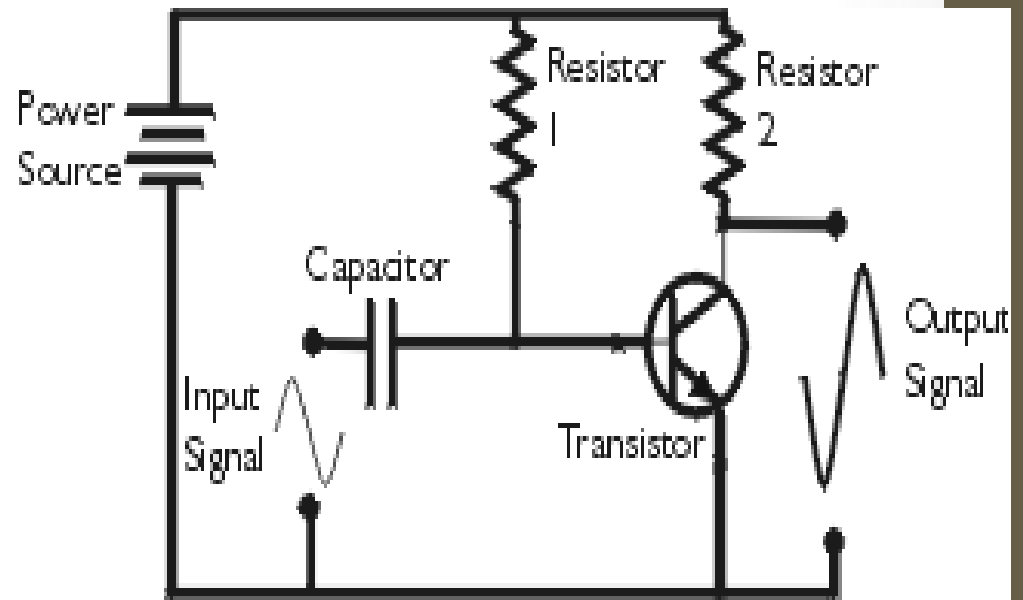 Resistor
1
Resistor
2
Power
Source
Capacitor
Input
Signal
Transistor
Output
Signal